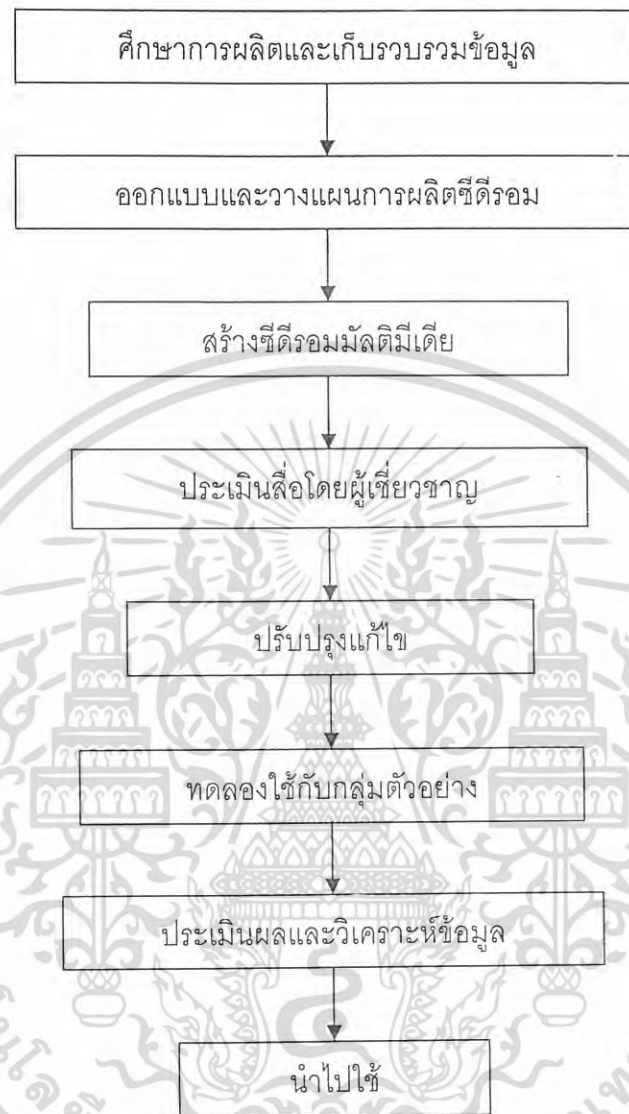 ศึกษาการผลิตและเก็บรวบรวมข้อมูล
ออกแบบและวางแผนการผลิตซีดีรอม
สร้างซีดีรอมมัลติมีเดีย
ประเมินสื่อโดยผู้เชี่ยวชาญ
ปรับปรุงแก้ไข
ทดลองใช้กับกลุ่มตัวอย่าง
ประเมินผลและวิเคราะห์ข้อมูล
นำไปใช้